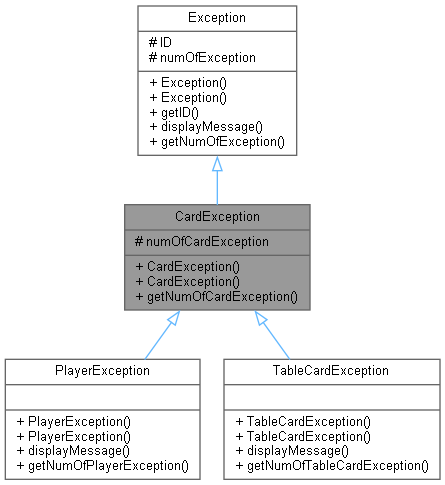 Exception
# ID
# numOfException
+ Exception()
+ Exception()
+ getID()
+ displayMessage()
+ getNumOfException()
CardException
# numOfCardException
+ CardException()
+ CardException()
+ getNumOfCardException()
PlayerException
+ PlayerException()
+ PlayerException()
+ displayMessage()
+ getNumOfPlayerException()
TableCardException
+ TableCardException()
+ TableCardException()
+ displayMessage()
+ getNumOfTableCardException()